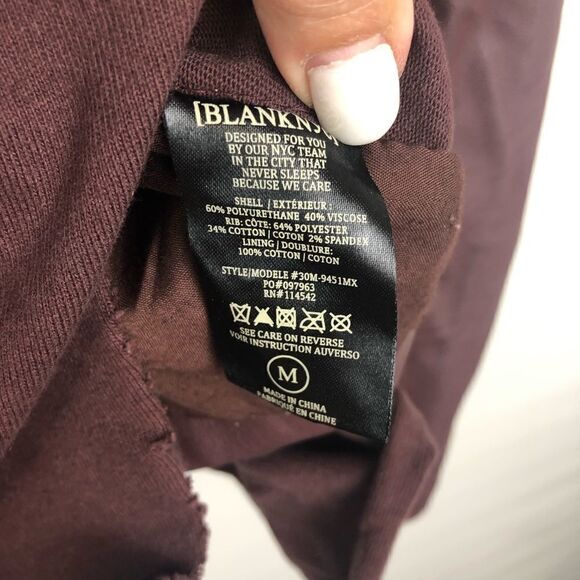 [BLANKNYC]
DESIGNED FOR YOU
BY OUR NYC TEAM
IN THE CITY THAT
NEVER SLEEPS
BECAUSE WE CARE
SHELL / EXTÉRIEUR :
60% POLYURETHANE 40% VISCOSE
RIB: CÔTE: 64% POLYESTER
34% COTTON / COTON 2% SPANDEX
LINING / DOUBLURE:
100% COTTON / COTON
STYLE/MODELE #30M-9451MX
PO#097963
RN#114542
SEE CARE ON REVERSE
VOIR INSTRUCTION AUVERSO
M
MADE IN CHINA
FABRIQUÉ EN CHINE